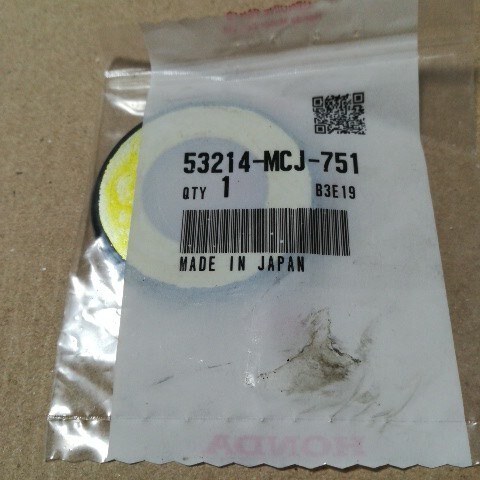 53214-MCJ-751
QTY 1 B3E19
MADE IN JAPAN
HONDA